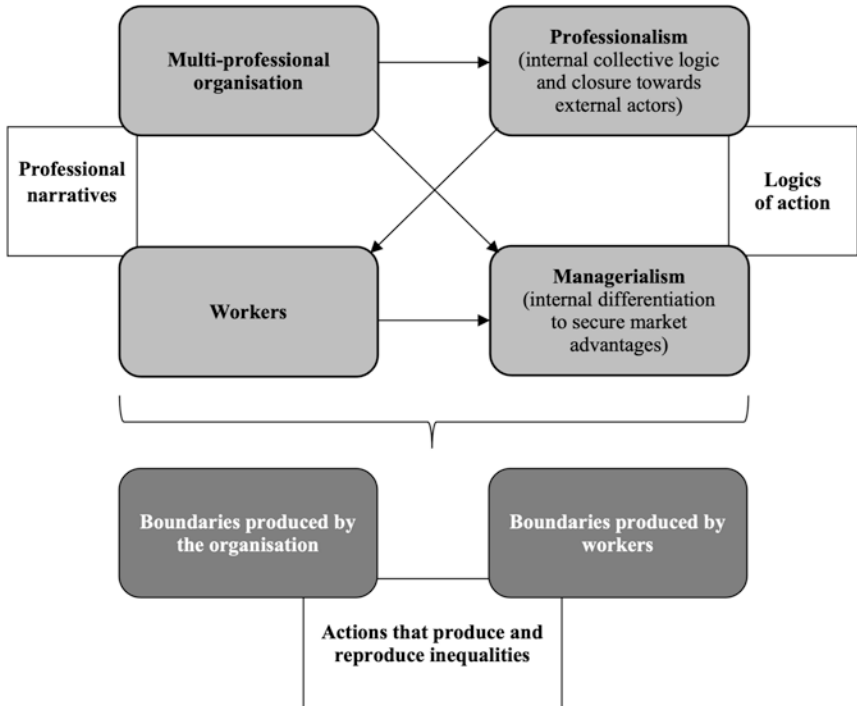 Multi-professional
organisation
Professionalism
(internal collective logic
and closure towards
external actors)
Professional
narratives
Logics
of action
Workers
Managerialism
(internal differentiation
to secure market
advantages)
Boundaries produced by
the organisation
Boundaries produced by
workers
Actions that produce and
reproduce inequalities